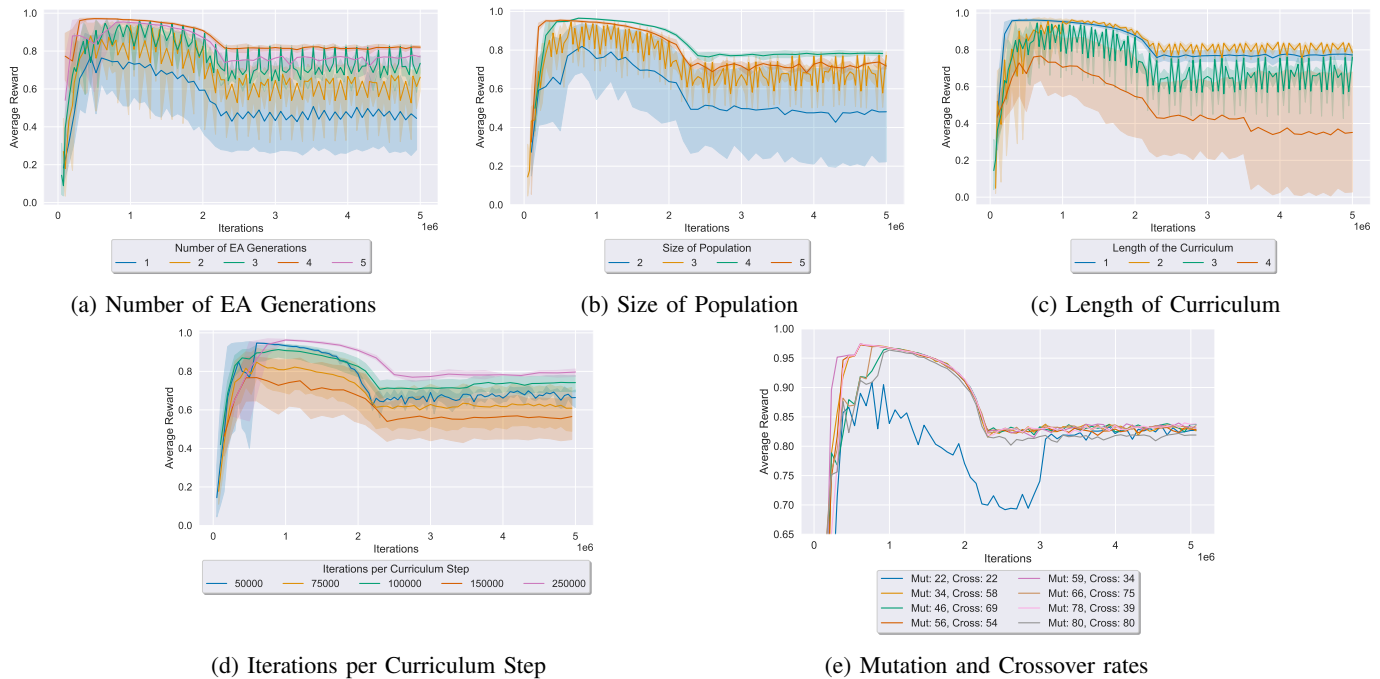 1.0
0.8
0.6
0.4
0.2
0.0
Average Reward
0 1 2 3 4 5
Iterations
1e6
Number of EA Generations
1 2 3 4 5
(a) Number of EA Generations
1.0
0.8
0.6
0.4
0.2
0.0
Average Reward
0 1 2 3 4 5
Iterations
1e6
Size of Population
2 3 4 5
(b) Size of Population
1.0
0.8
0.6
0.4
0.2
0.0
Average Reward
0 1 2 3 4 5
Iterations
1e6
Length of the Curriculum
1 2 3 4
(c) Length of Curriculum
1.0
0.8
0.6
0.4
0.2
0.0
Average Reward
0 1 2 3 4 5
Iterations
1e6
Iterations per Curriculum Step
50000 75000 100000 150000 250000
(d) Iterations per Curriculum Step
1.00
0.95
0.90
0.85
0.80
0.75
0.70
0.65
Average Reward
0 1 2 3 4 5
Iterations
1e6
Mut: 22, Cross: 22 Mut: 59, Cross: 34
Mut: 34, Cross: 58 Mut: 66, Cross: 75
Mut: 46, Cross: 69 Mut: 78, Cross: 39
Mut: 56, Cross: 54 Mut: 80, Cross: 80
(e) Mutation and Crossover rates